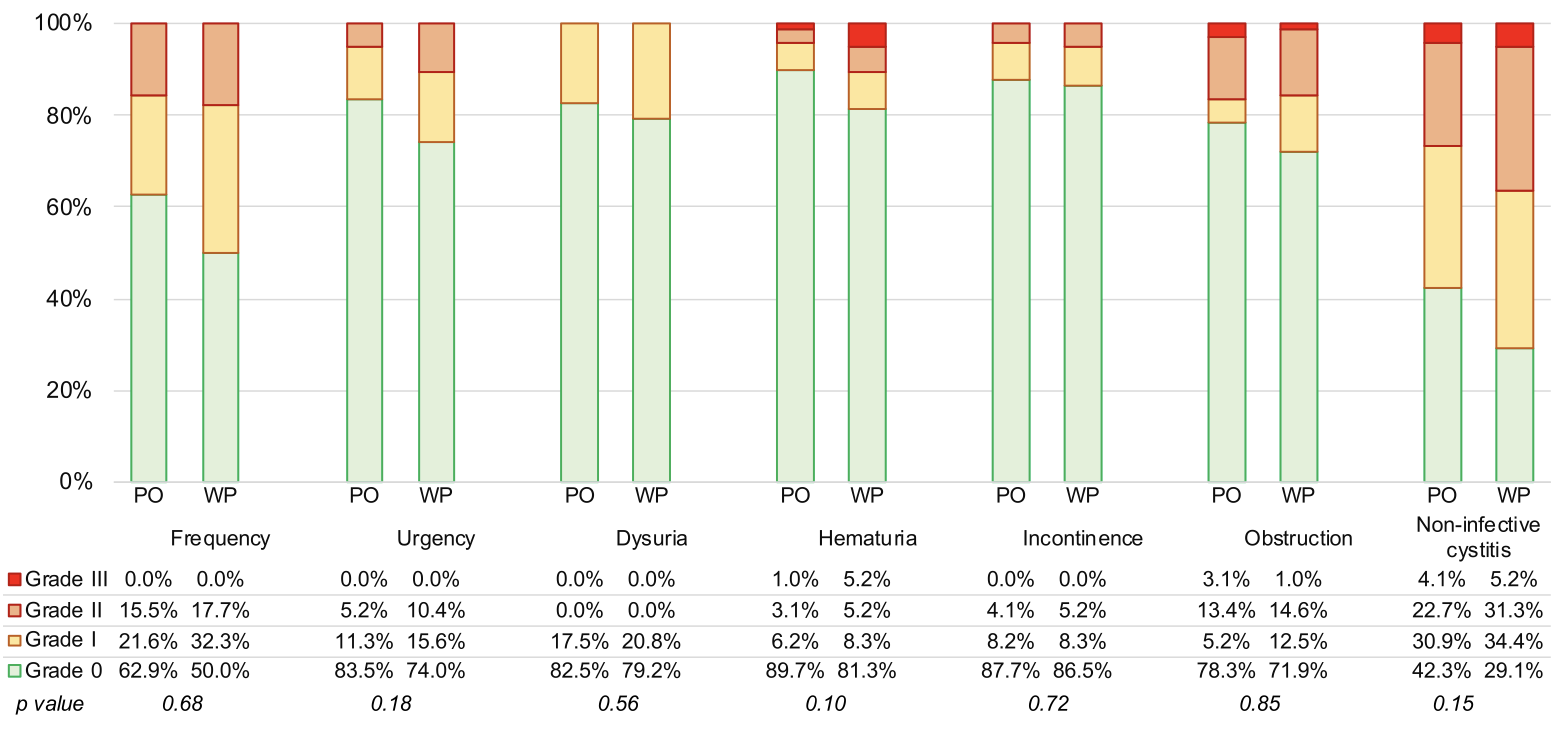 100%
80%
60%
40%
20%
0%
PO WP PO WP PO WP PO WP PO WP PO WP PO WP
Frequency Urgency Dysuria Hematuria Incontinence Obstruction Non-infective
cystitis
Grade III 0.0% 0.0% 0.0% 0.0% 0.0% 0.0% 1.0% 5.2% 0.0% 0.0% 3.1% 1.0% 4.1% 5.2%
Grade II 15.5% 17.7% 5.2% 10.4% 0.0% 0.0% 3.1% 5.2% 4.1% 5.2% 13.4% 14.6% 22.7% 31.3%
Grade I 21.6% 32.3% 11.3% 15.6% 17.5% 20.8% 6.2% 8.3% 8.2% 8.3% 5.2% 12.5% 30.9% 34.4%
Grade 0 62.9% 50.0% 83.5% 74.0% 82.5% 79.2% 89.7% 81.3% 87.7% 86.5% 78.3% 71.9% 42.3% 29.1%
p value 0.68 0.18 0.56 0.10 0.72 0.85 0.15